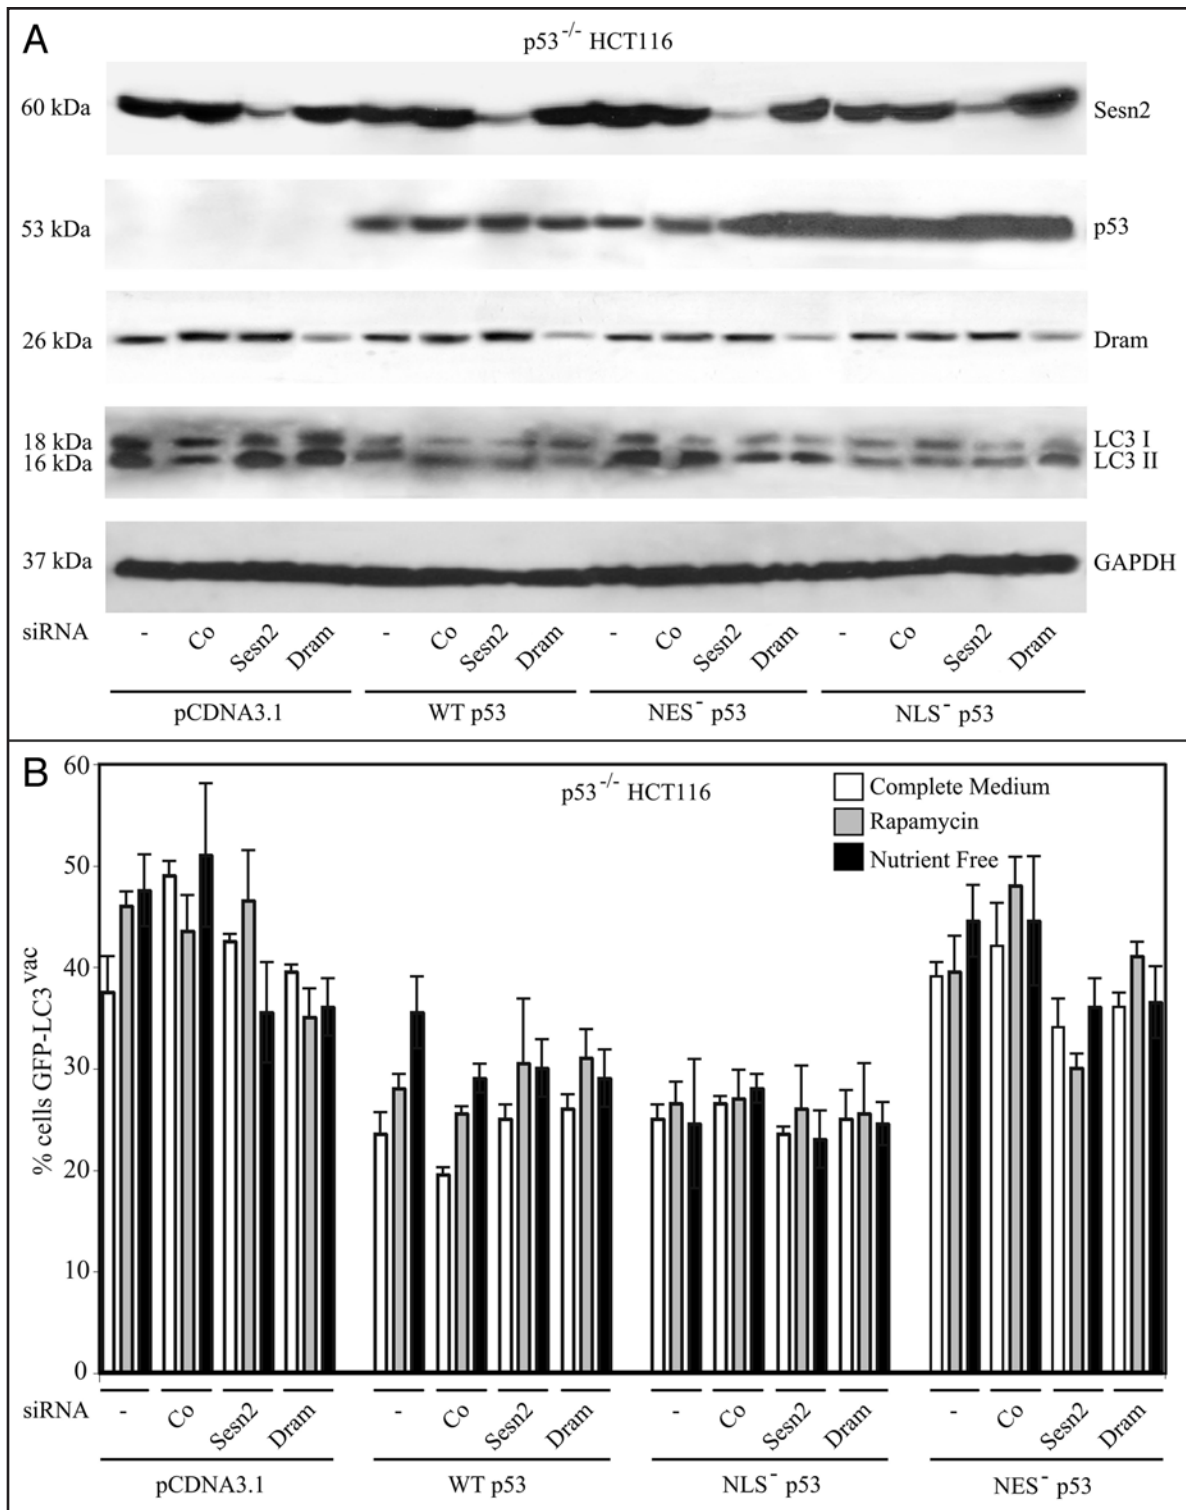 A
p53-/- HCT116
60 kDa
Sesn2
53 kDa
p53
26 kDa
Dram
18 kDa
LC3 I
16 kDa
LC3 II
37 kDa
GAPDH
siRNA - Co Sesn2 Dram - Co Sesn2 Dram - Co Sesn2 Dram - Co Sesn2 Dram
pCDNA3.1 WT p53 NES- p53 NLS- p53
B
p53-/- HCT116
Complete Medium
Rapamycin
Nutrient Free
% cells GFP-LC3vac
60
50
40
30
20
10
0
siRNA - Co Sesn2 Dram - Co Sesn2 Dram - Co Sesn2 Dram - Co Sesn2 Dram
pCDNA3.1 WT p53 NLS- p53 NES- p53